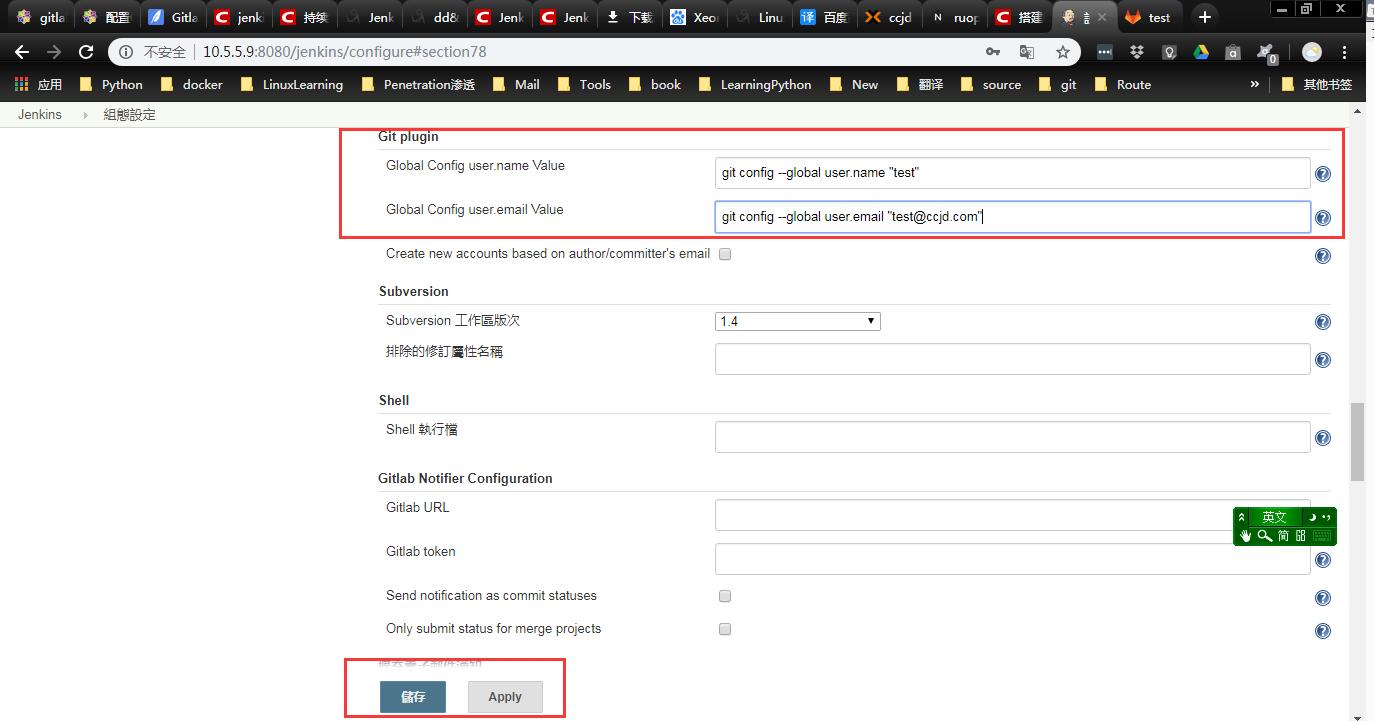 gitla
配置
Gitla
jenki
持续
Jenk
dd8&
Jenk
Jenk
下载
Xeo
Linu
百度
ccjd
ruop
搭建
test
不安全 | 10.5.5.9:8080/jenkins/configure#section78
应用 Python docker LinuxLearning Penetration渗透 Mail Tools book LearningPython New 翻译 source git Route » 其他书签
Jenkins 組態設定
Git plugin
Global Config user.name Value git config --global user.name "test"
Global Config user.email Value git config --global user.email "test@ccjd.com"
Create new accounts based on author/committer's email
Subversion
Subversion 工作區版次 1.4
排除的修訂屬性名稱
Shell
Shell 執行檔
Gitlab Notifier Configuration
Gitlab URL
英文
简
Gitlab token
Send notification as commit statuses
Only submit status for merge projects
儲存 Apply